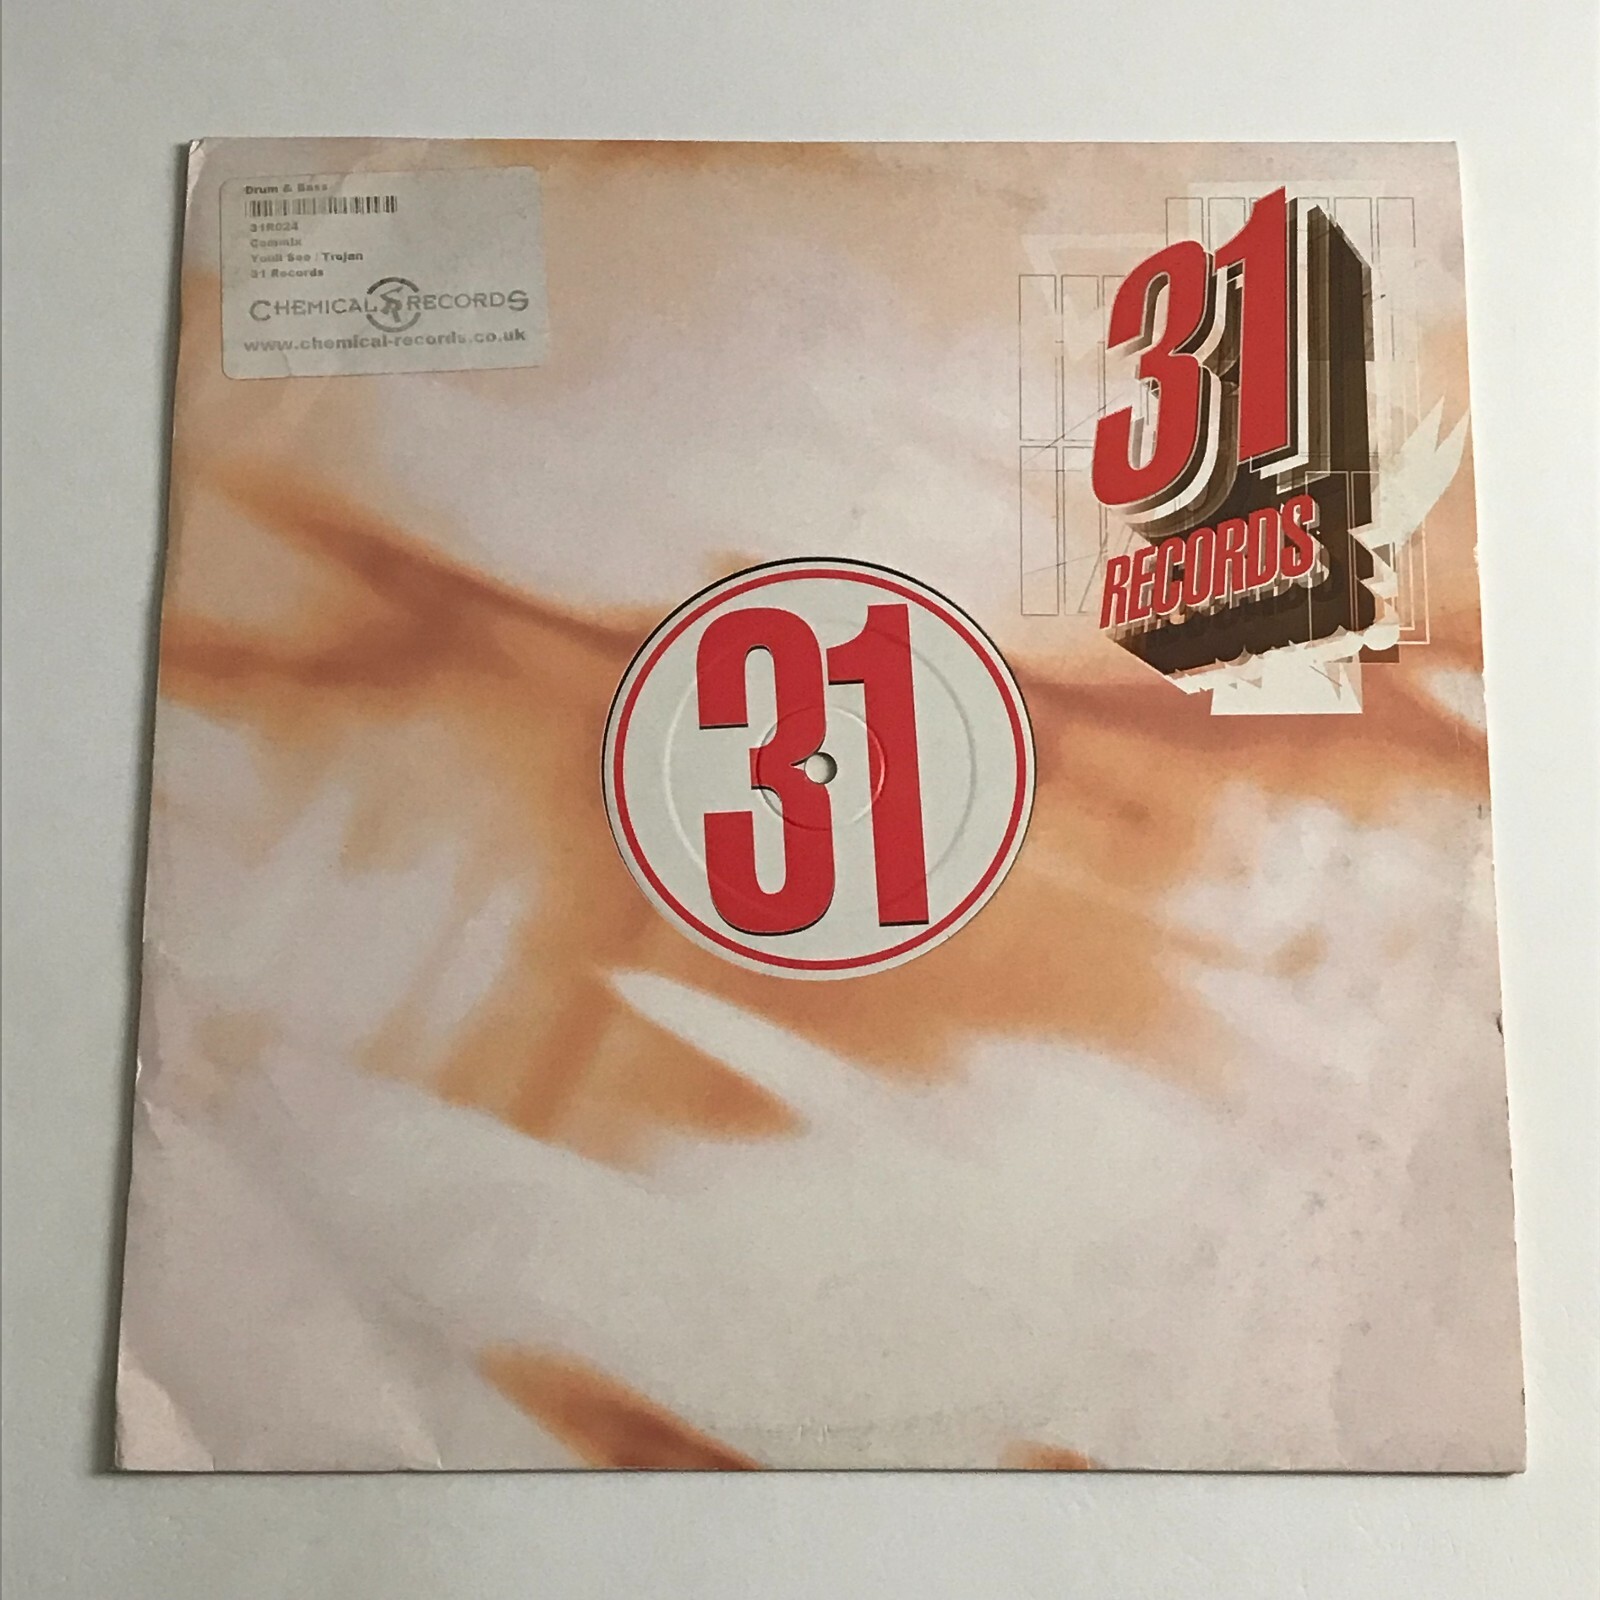 Drum & Bass
31R024
Commix
Youll See / Trojan
31 Records
CHEMICAL RECORDS
www.chemical-records.co.uk
31
RECORDS
31